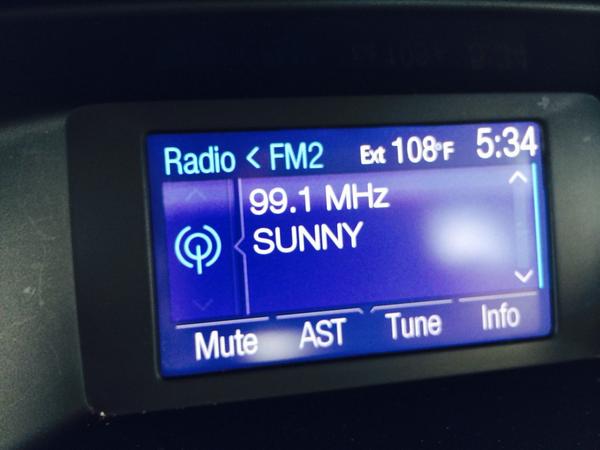 Radio < FM2 Ext 108°F 5:34
99.1 MHz
SUNNY
Mute AST Tune Info